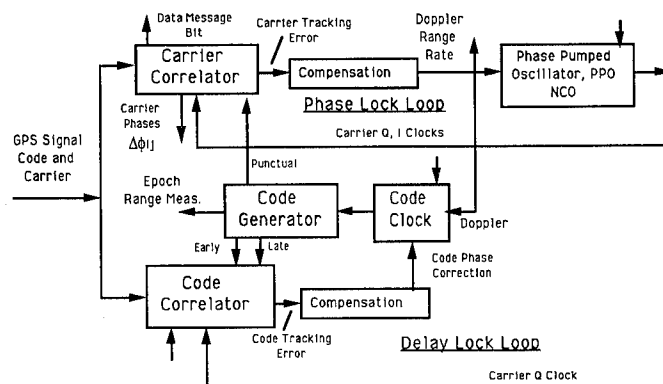 Data Message
Bit
Carrier Tracking
Error
Doppler
Range
Rate
Carrier
Correlator
Compensation
Phase Pumped
Oscillator, PPO
NCO
Phase Lock Loop
Carrier
Phases
Δϕij
Carrier Q, I Clocks
GPS Signal
Code and
Carrier
Punctual
Epoch
Range Meas.
Code
Generator
Code
Clock
Doppler
Early
Late
Code Phase
Correction
Code
Correlator
Compensation
Code Tracking
Error
Delay Lock Loop
Carrier Q Clock